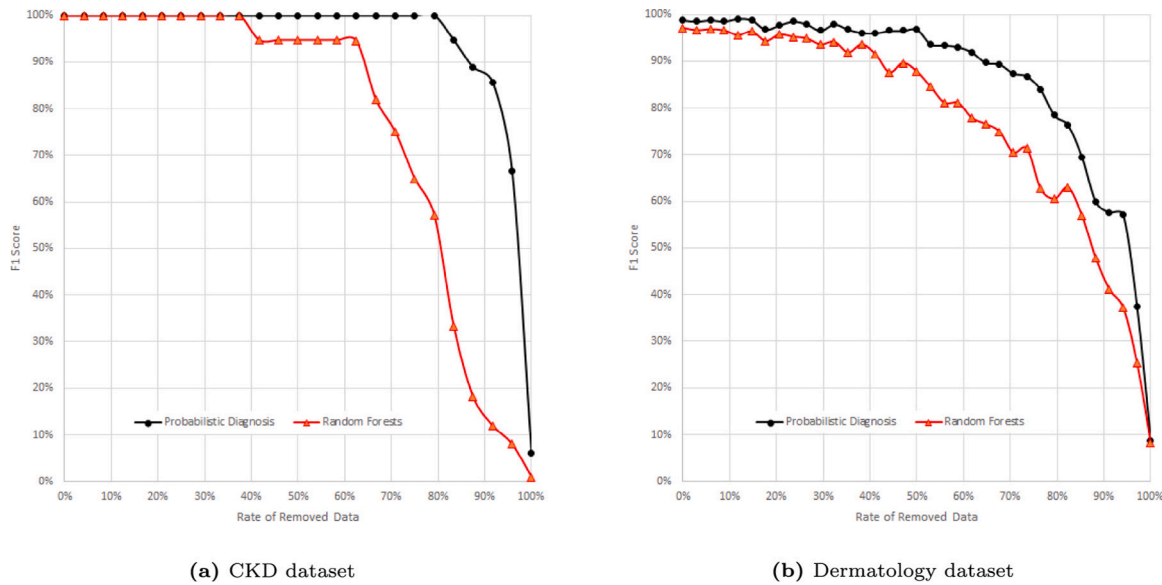 100%
90%
80%
70%
60%
50%
40%
30%
20%
10%
0%
F1 Score
Probabilistic Diagnosis
Random Forests
0% 10% 20% 30% 40% 50% 60% 70% 80% 90% 100%
Rate of Removed Data
(a) CKD dataset
100%
90%
80%
70%
60%
50%
40%
30%
20%
10%
0%
F1 Score
Probabilistic Diagnosis
Random Forests
0% 10% 20% 30% 40% 50% 60% 70% 80% 90% 100%
Rate of Removed Data
(b) Dermatology dataset